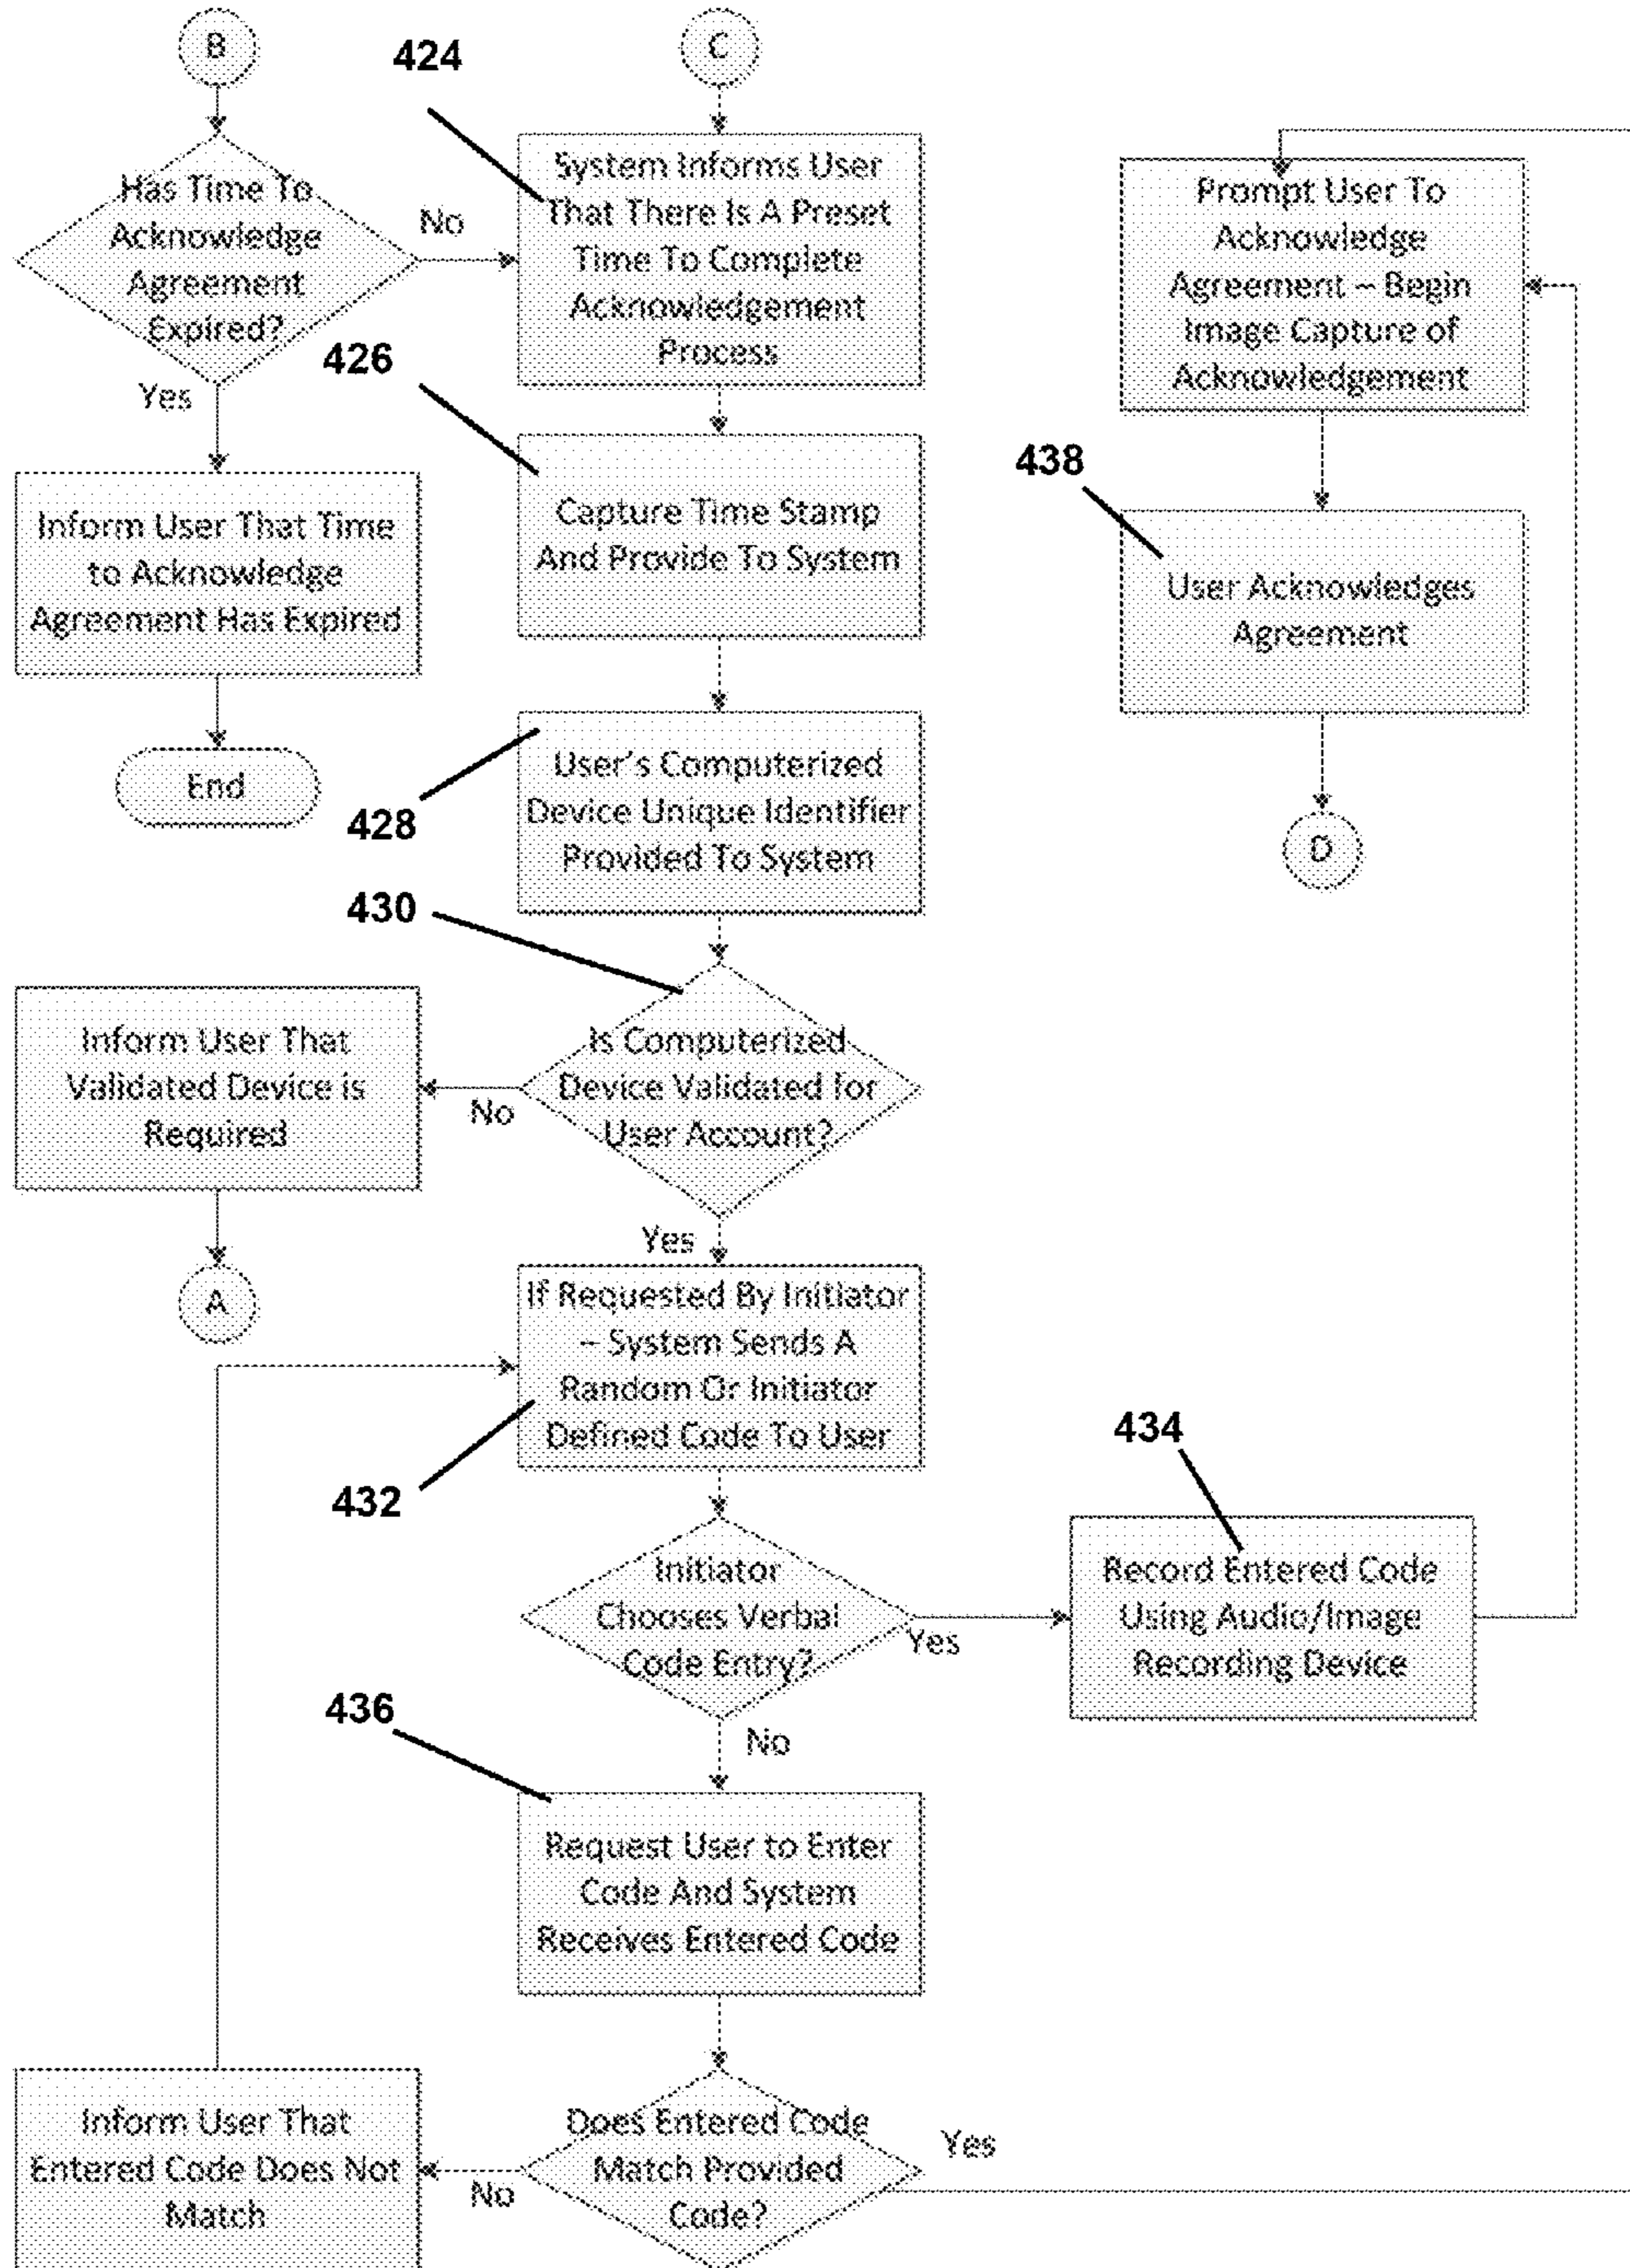 B
Has Time To
Acknowledge
Agreement
Expired?
No
Yes
Inform User That Time
to Acknowledge
Agreement Has Expired
End
424
C
System Informs User
That There Is A Preset
Time To Complete
Acknowledgement
Process
426
Capture Time Stamp
And Provide To System
428
User's Computerized
Device Unique Identifier
Provided To System
430
Is Computerized
Device Validated for
User Account?
No
Inform User That
Validated Device is
Required
A
Yes
If Requested By Initiator
– System Sends A
Random Or Initiator
Defined Code To User
432
Initiator
Chooses Verbal
Code Entry?
Yes
434
Record Entered Code
Using Audio/Image
Recording Device
No
436
Request User to Enter
Code And System
Receives Entered Code
Does Entered Code
Match Provided
Code?
No
Inform User That
Entered Code Does Not
Match
Yes
Prompt User To
Acknowledge
Agreement – Begin
Image Capture of
Acknowledgement
438
User Acknowledges
Agreement
D